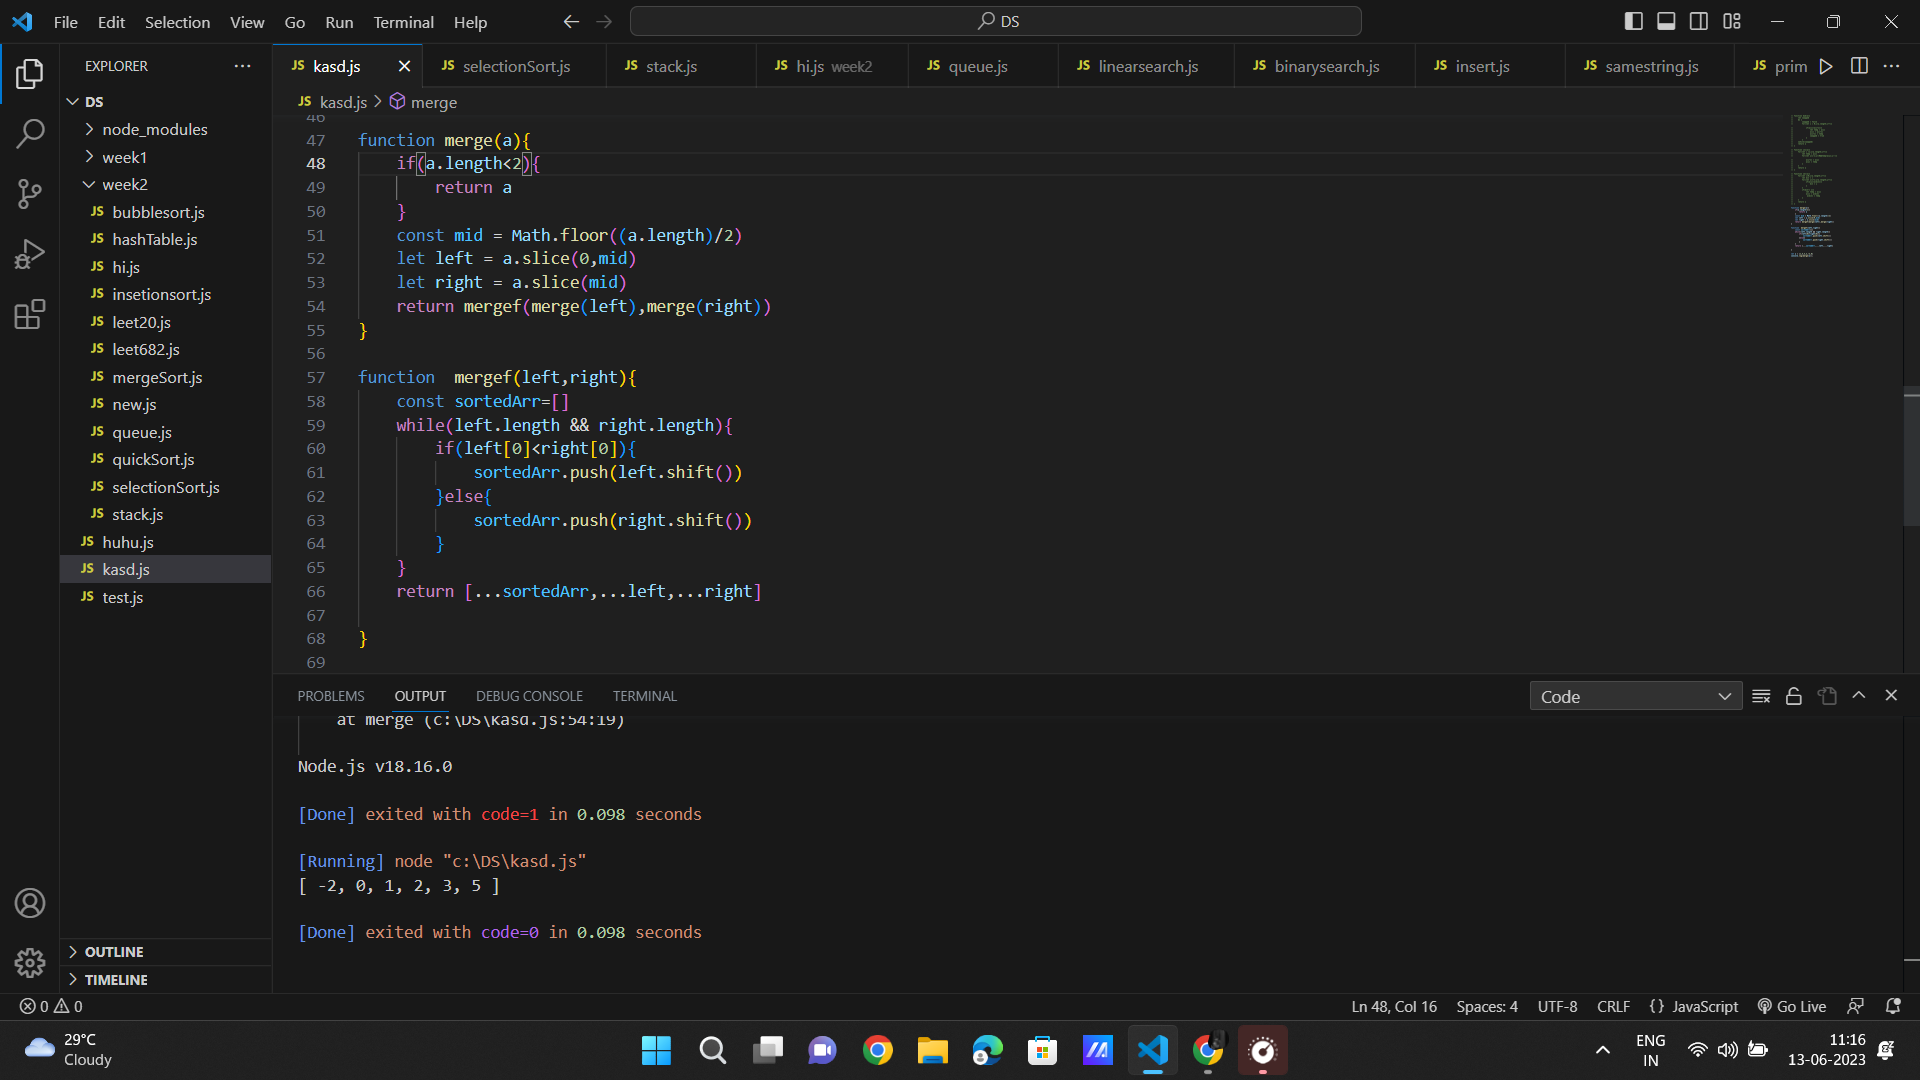 File Edit Selection View Go Run Terminal Help
DS
EXPLORER
DS
node_modules
week1
week2
JS bubblesort.js
JS hashTable.js
JS hi.js
JS insetionsort.js
JS leet20.js
JS leet682.js
JS mergeSort.js
JS new.js
JS queue.js
JS quickSort.js
JS selectionSort.js
JS stack.js
JS huhu.js
JS kasd.js
JS test.js
OUTLINE
TIMELINE
JS kasd.js JS selectionSort.js JS stack.js JS hi.js week2 JS queue.js JS linearsearch.js JS binarysearch.js JS insert.js JS samestring.js JS prim
JS kasd.js > merge
46
47 function merge(a){
48 if(a.length<2){
49 return a
50 }
51 const mid = Math.floor((a.length)/2)
52 let left = a.slice(0,mid)
53 let right = a.slice(mid)
54 return mergef(merge(left),merge(right))
55 }
56
57 function  mergef(left,right){
58 const sortedArr=[]
59 while(left.length && right.length){
60 if(left[0]<right[0]){
61 sortedArr.push(left.shift())
62 }else{
63 sortedArr.push(right.shift())
64 }
65 }
66 return [...sortedArr,...left,...right]
67
68 }
69
PROBLEMS OUTPUT DEBUG CONSOLE TERMINAL
Code
at merge (c:\DS\kasd.js:54:19)
Node.js v18.16.0
[Done] exited with code=1 in 0.098 seconds
[Running] node "c:\DS\kasd.js"
[ -2, 0, 1, 2, 3, 5 ]
[Done] exited with code=0 in 0.098 seconds
0 0
Ln 48, Col 16 Spaces: 4 UTF-8 CRLF {} JavaScript Go Live
29°C
Cloudy
ENG
IN
11:16
13-06-2023